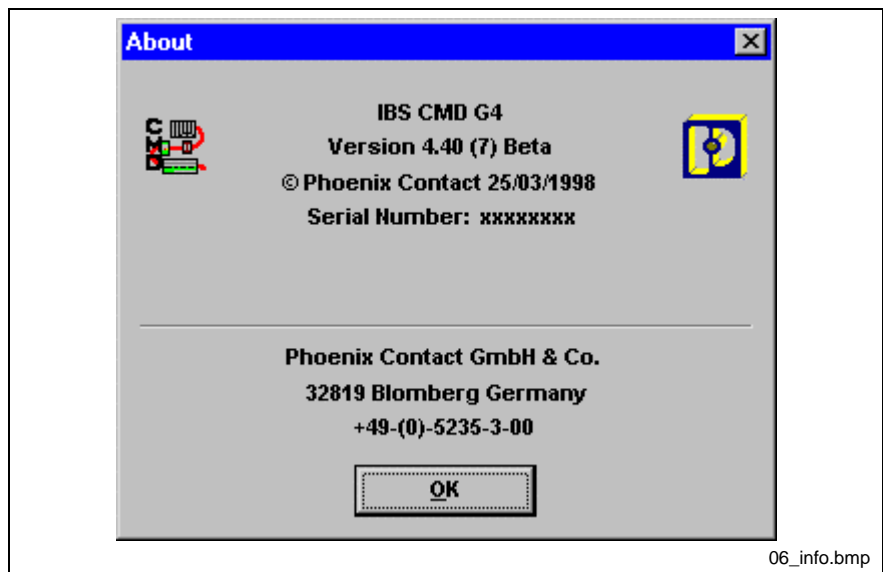 About
CMD
IBS CMD G4
Version 4.40 (7) Beta
© Phoenix Contact 25/03/1998
Serial Number: xxxxxxxx
Phoenix Contact GmbH & Co.
32819 Blomberg Germany
+49-(0)-5235-3-00
OK
06_info.bmp